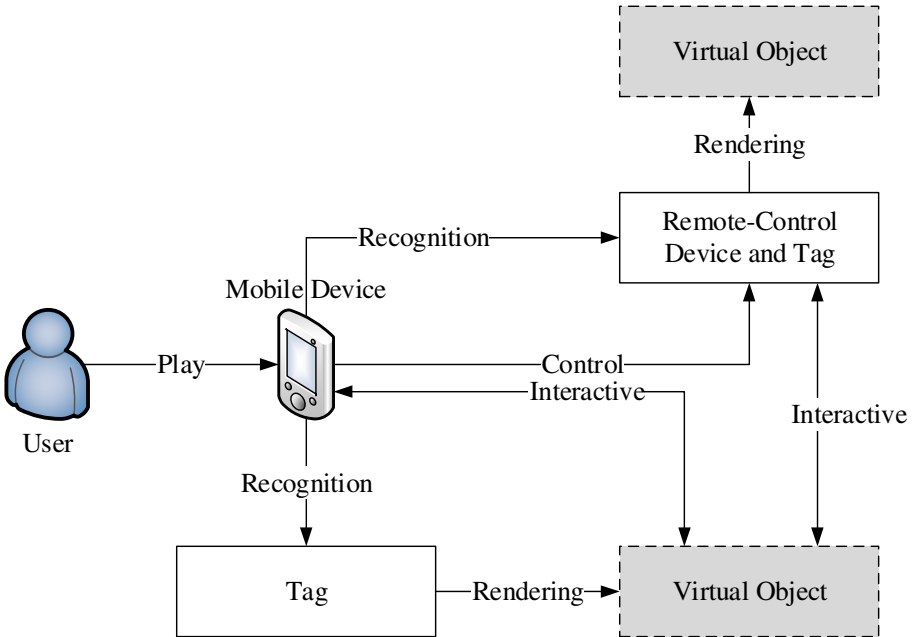 Virtual Object
Rendering
Remote-Control
Device and Tag
Recognition
Mobile Device
Play
Control
Interactive
Interactive
User
Recognition
Tag
Rendering
Virtual Object